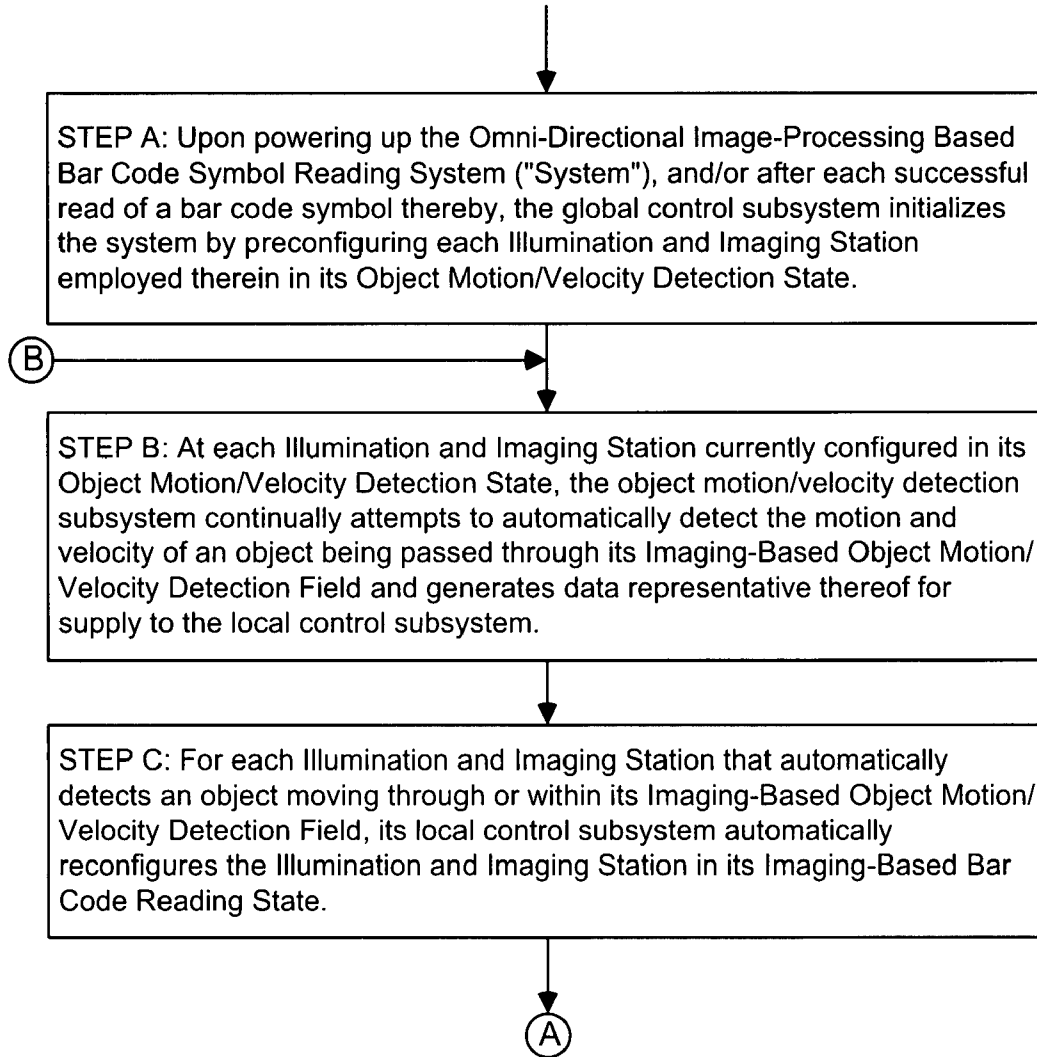 STEP A: Upon powering up the Omni-Directional Image-Processing Based
Bar Code Symbol Reading System ("System"), and/or after each successful
read of a bar code symbol thereby, the global control subsystem initializes
the system by preconfiguring each Illumination and Imaging Station
employed therein in its Object Motion/Velocity Detection State.
B
STEP B: At each Illumination and Imaging Station currently configured in its
Object Motion/Velocity Detection State, the object motion/velocity detection
subsystem continually attempts to automatically detect the motion and
velocity of an object being passed through its Imaging-Based Object Motion/
Velocity Detection Field and generates data representative thereof for
supply to the local control subsystem.
STEP C: For each Illumination and Imaging Station that automatically
detects an object moving through or within its Imaging-Based Object Motion/
Velocity Detection Field, its local control subsystem automatically
reconfigures the Illumination and Imaging Station in its Imaging-Based Bar
Code Reading State.
A